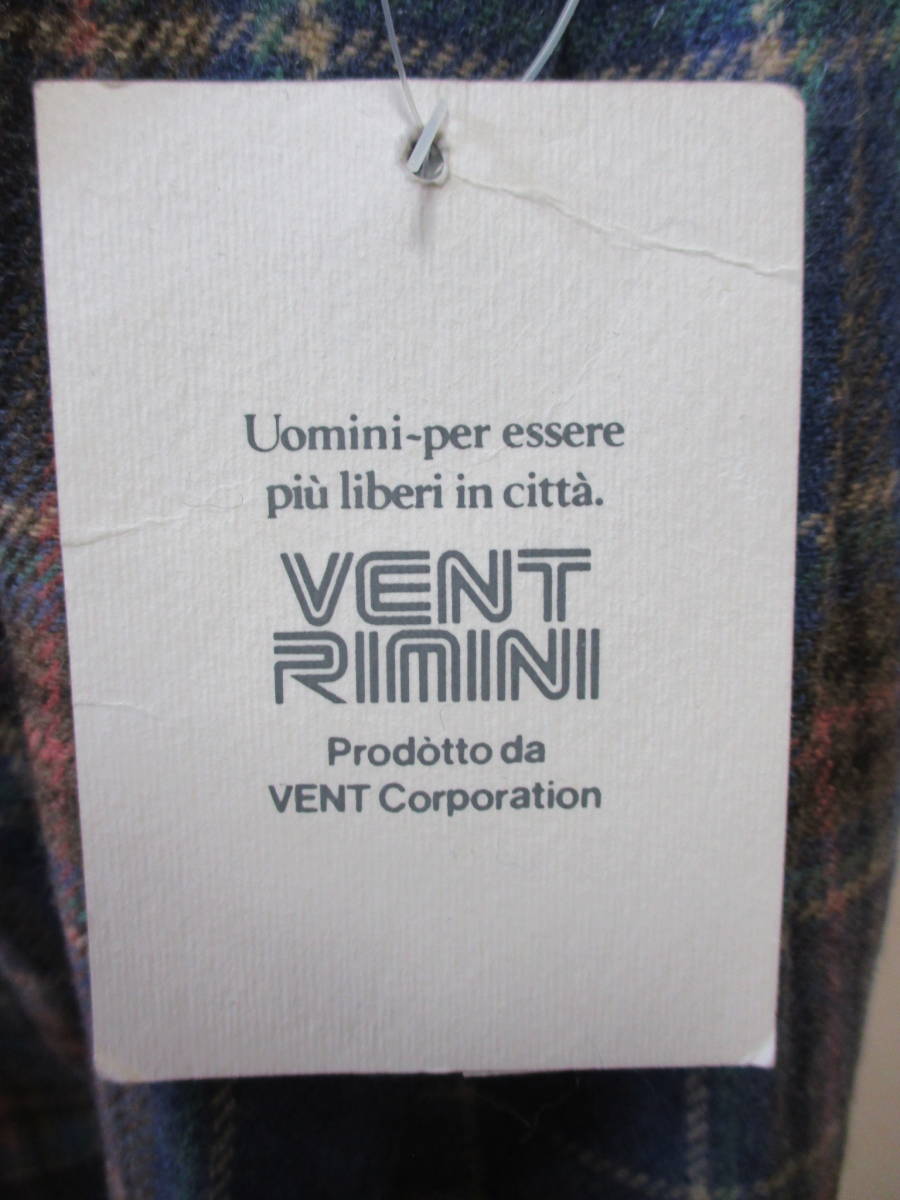 Uomini-per essere
più liberi in città.
VENT
RIMINI
Prodòtto da
VENT Corporation